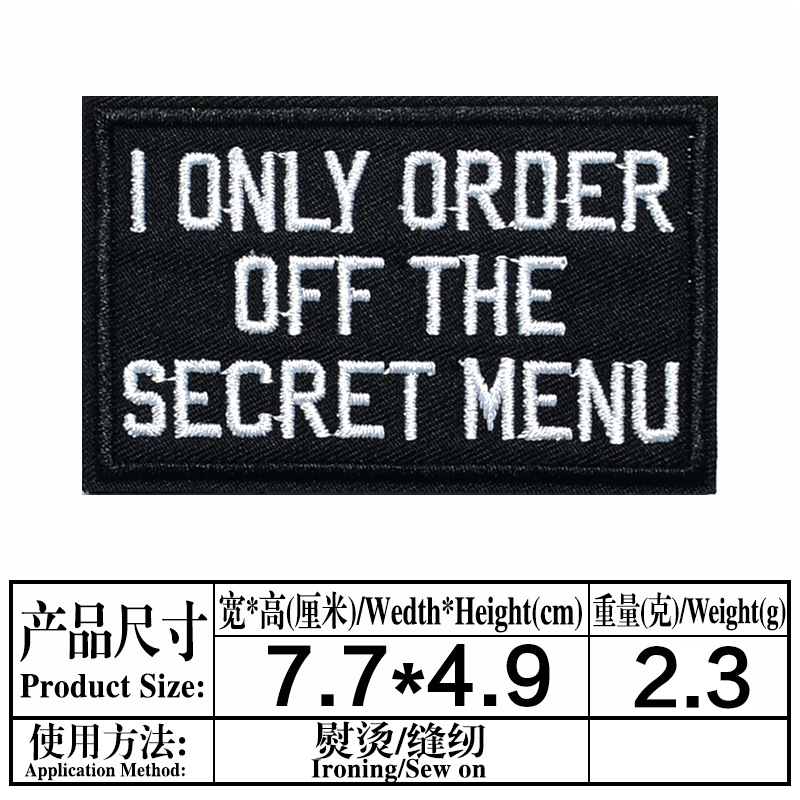 I ONLY ORDER
OFF THE
SECRET MENU
产品尺寸
Product Size:
宽*高(厘米)/Wedth*Height(cm)
重量(克)/Weight(g)
7.7*4.9
2.3
使用方法:
Application Method:
熨烫/缝纫
Ironing/Sew on